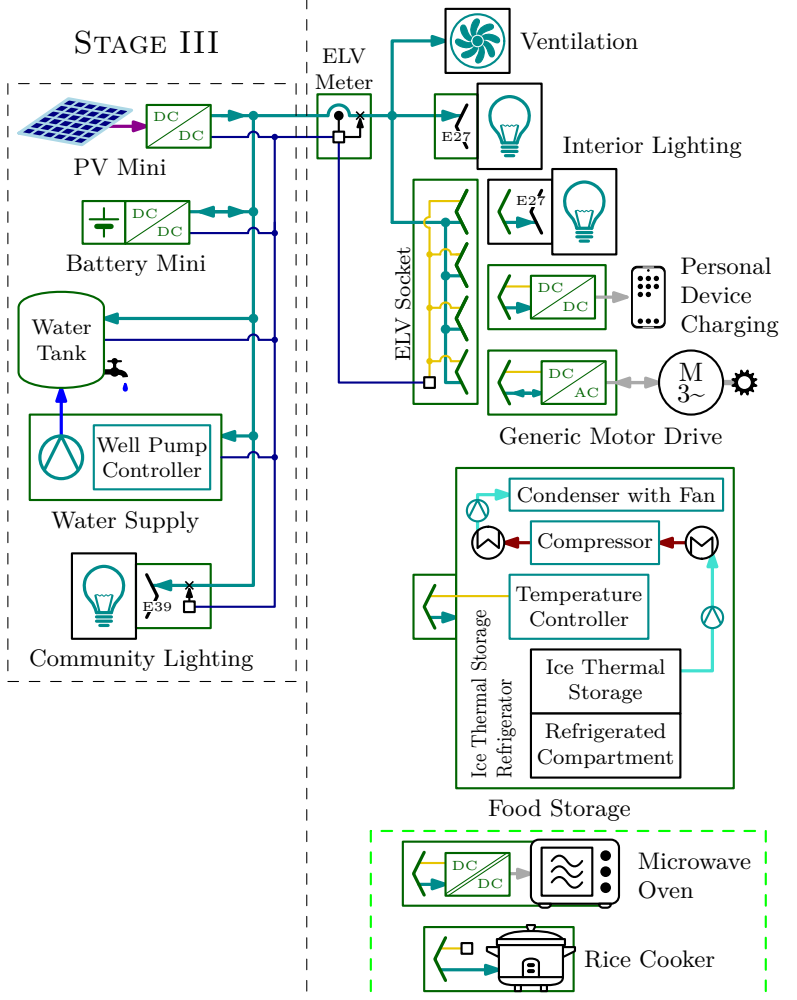 STAGE III
ELV
Meter
Ventilation
DC
DC
PV Mini
E27
Interior Lighting
DC
DC
Battery Mini
E27
ELV Socket
DC
DC
Personal
Device
Charging
Water
Tank
DC
AC
M
3~
Generic Motor Drive
Well Pump
Controller
Water Supply
Condenser with Fan
Compressor
Temperature
Controller
Ice Thermal Storage
Refrigerator
Ice Thermal
Storage
Refrigerated
Compartment
E39
Community Lighting
Food Storage
DC
DC
Microwave
Oven
Rice Cooker